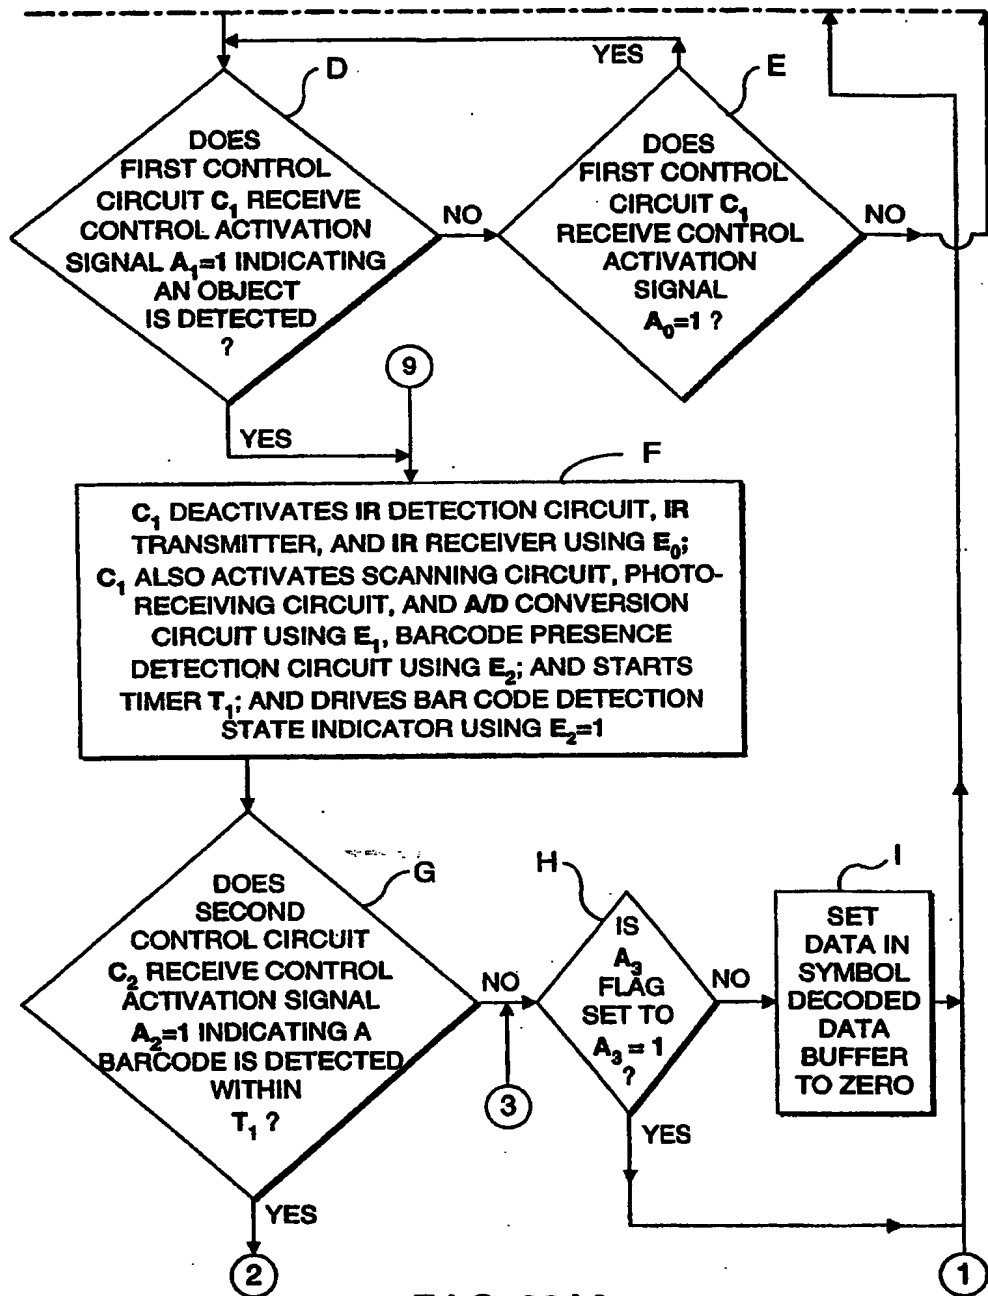 YES
D
E
DOES
FIRST CONTROL
CIRCUIT C₁ RECEIVE
CONTROL ACTIVATION
SIGNAL A₁=1 INDICATING
AN OBJECT
IS DETECTED
?
NO
DOES
FIRST CONTROL
CIRCUIT C₁
RECEIVE CONTROL
ACTIVATION
SIGNAL
A₀=1 ?
NO
9
YES
F
C₁ DEACTIVATES IR DETECTION CIRCUIT, IR
TRANSMITTER, AND IR RECEIVER USING E₀;
C₁ ALSO ACTIVATES SCANNING CIRCUIT, PHOTO-
RECEIVING CIRCUIT, AND A/D CONVERSION
CIRCUIT USING E₁, BARCODE PRESENCE
DETECTION CIRCUIT USING E₂; AND STARTS
TIMER T₁; AND DRIVES BAR CODE DETECTION
STATE INDICATOR USING E₂=1
G
DOES
SECOND
CONTROL CIRCUIT
C₂ RECEIVE CONTROL
ACTIVATION SIGNAL
A₂=1 INDICATING A
BARCODE IS DETECTED
WITHIN
T₁ ?
NO
3
H
IS
A₃
FLAG
SET TO
A₃ = 1
?
NO
I
SET
DATA IN
SYMBOL
DECODED
DATA
BUFFER
TO ZERO
YES
YES
2
1